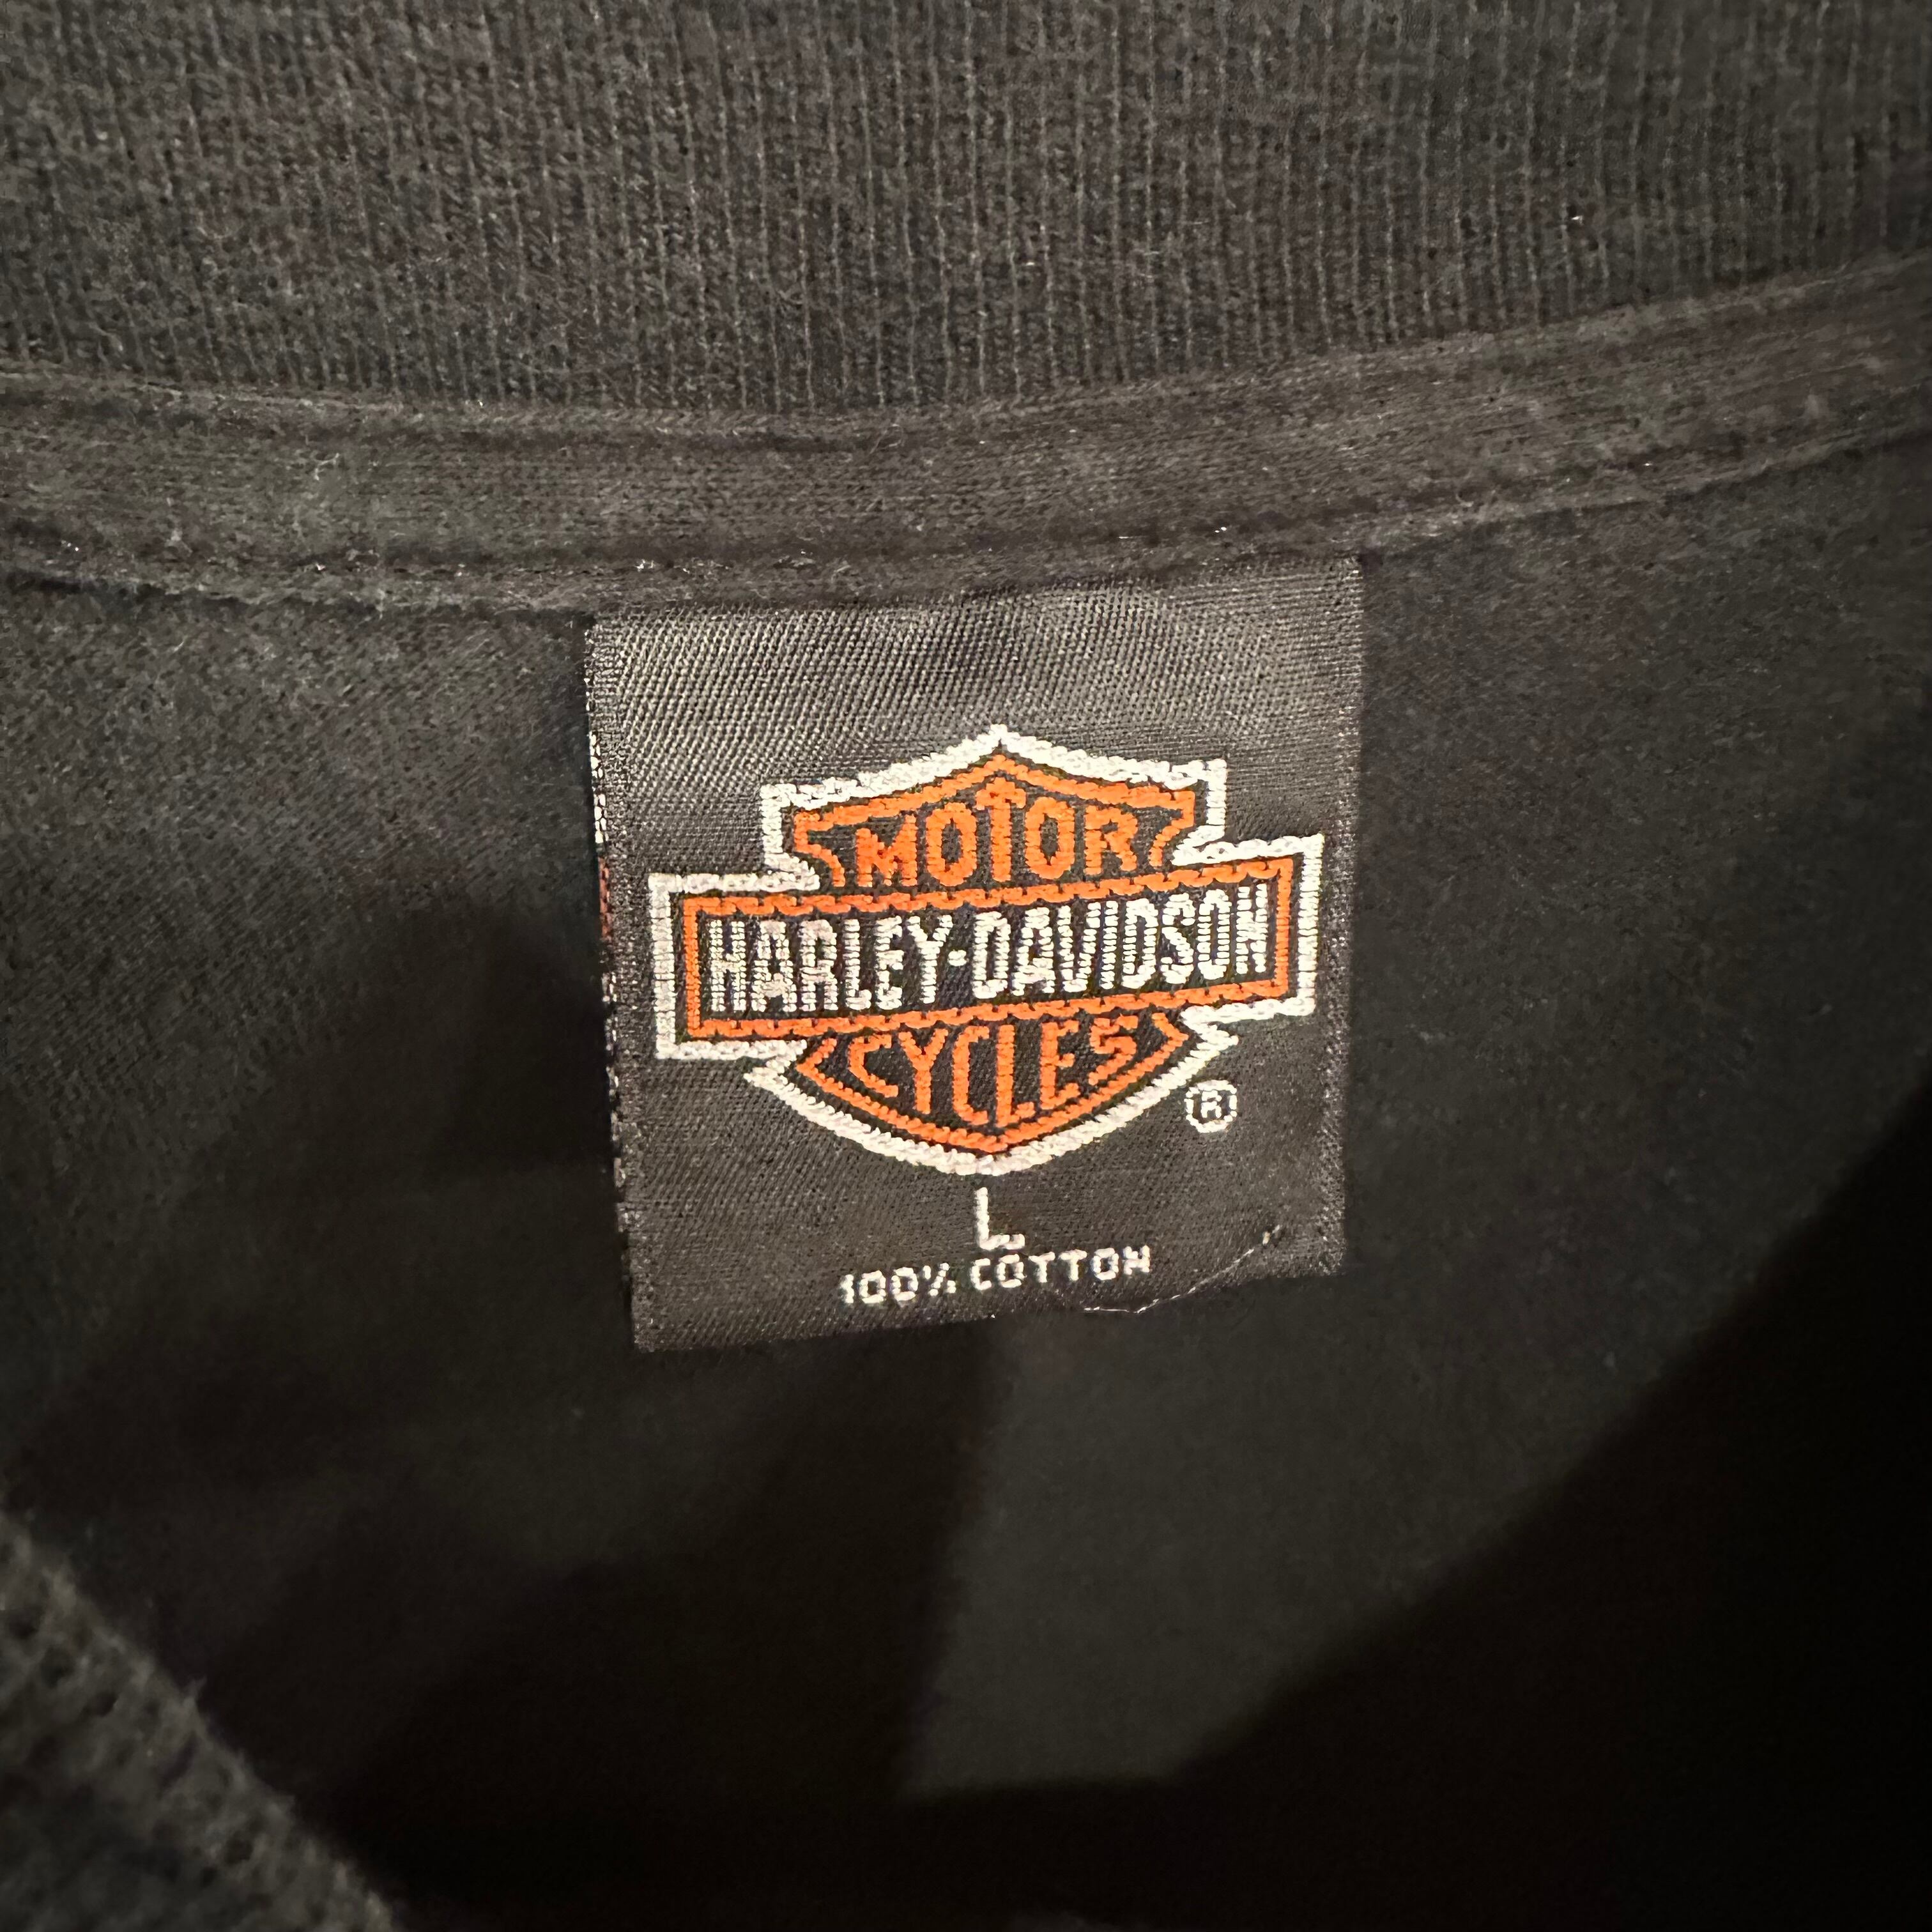 MOTOR
HARLEY-DAVIDSON
CYCLES
®
L
100% COTTON